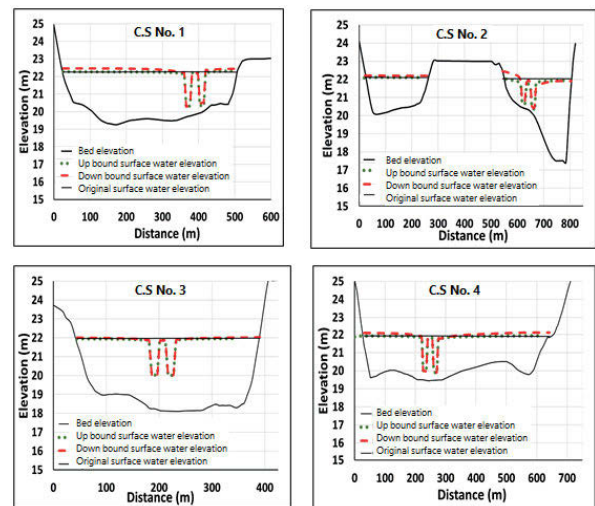 C.S No. 1
Elevation (m)
25
24
23
22
21
20
19
18
17
16
15
Bed elevation
Up bound surface water elevation
Down bound surface water elevation
Original surface water elevation
0 100 200 300 400 500 600
Distance (m)
C.S No. 2
Elevation (m)
25
24
23
22
21
20
19
18
17
16
15
Bed elevation
Up bound surface water elevation
Down bound surface water elevation
Original surface water elevation
0 100 200 300 400 500 600 700 800
Distance (m)
C.S No. 3
Elevation (m)
25
24
23
22
21
20
19
18
17
16
15
Bed elevation
Up bound surface water elevation
Down bound surface water elevation
Original surface water elevation
0 100 200 300 400
Distance (m)
C.S No. 4
Elevation (m)
25
24
23
22
21
20
19
18
17
16
15
Bed elevation
Up bound surface water elevation
Down bound surface water elevation
Original surface water elevation
0 100 200 300 400 500 600 700
Distance (m)